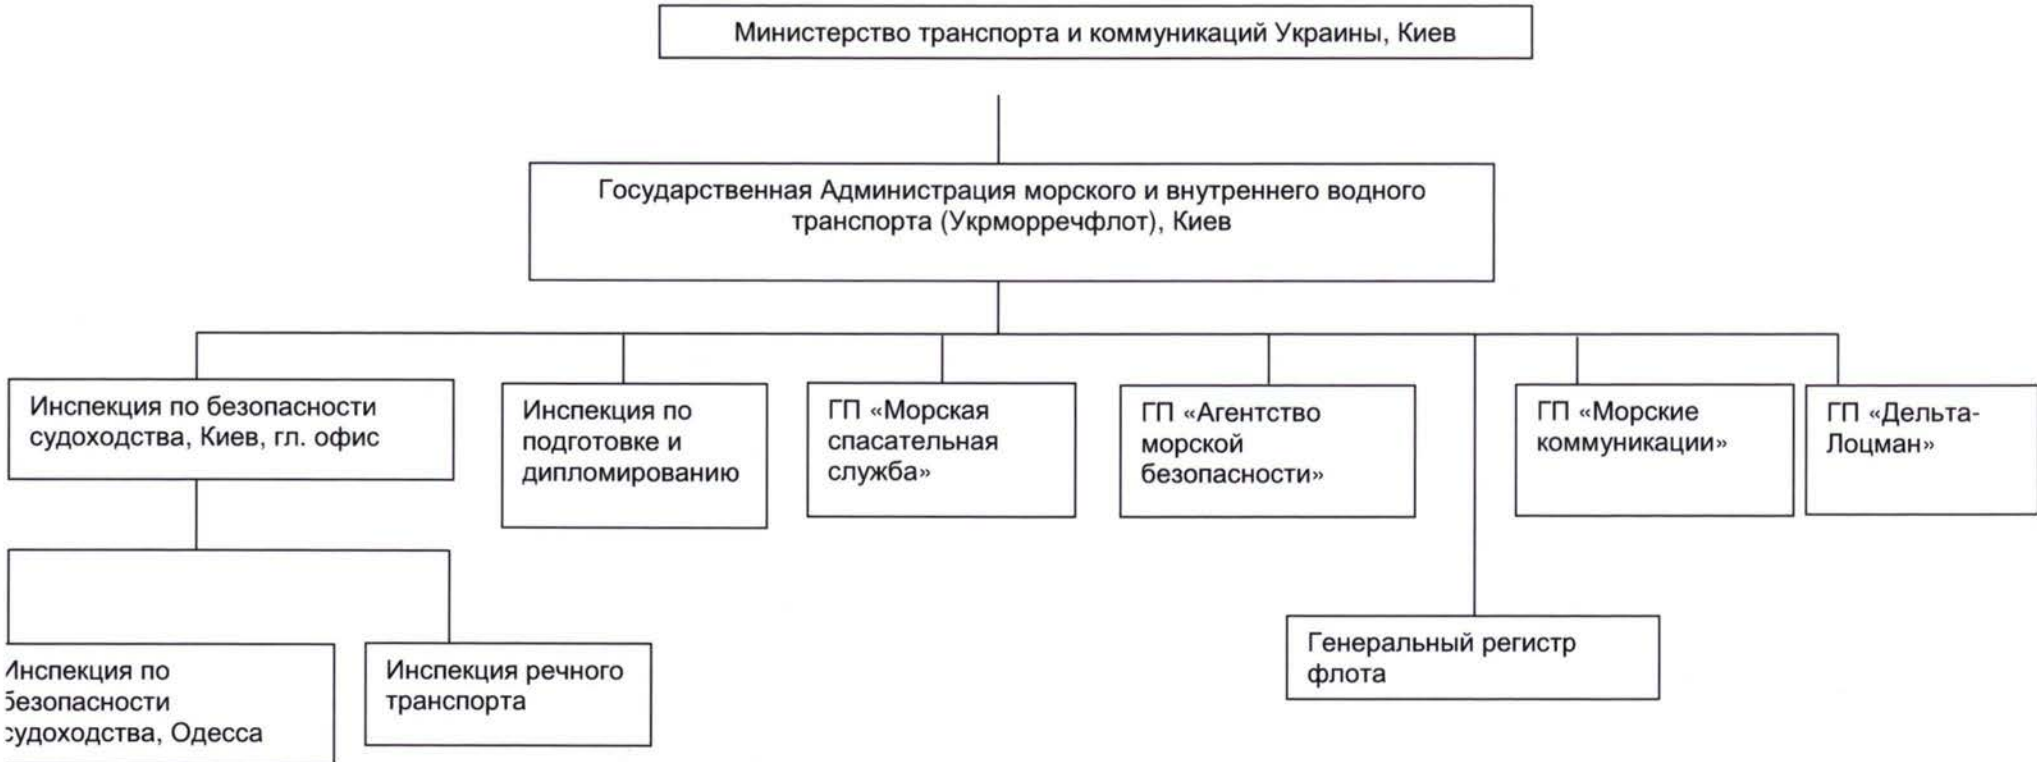 Министерство транспорта и коммуникаций Украины, Киев
Государственная Администрация морского и внутреннего водного
транспорта (Укрморречфлот), Киев
Инспекция по безопасности
судоходства, Киев, гл. офис
Инспекция по
подготовке и
дипломированию
ГП «Морская
спасательная
служба»
ГП «Агентство
морской
безопасности»
ГП «Морские
коммуникации»
ГП «Дельта-
Лоцман»
Генеральный регистр
флота
Инспекция по
безопасности
судоходства, Одесса
Инспекция речного
транспорта